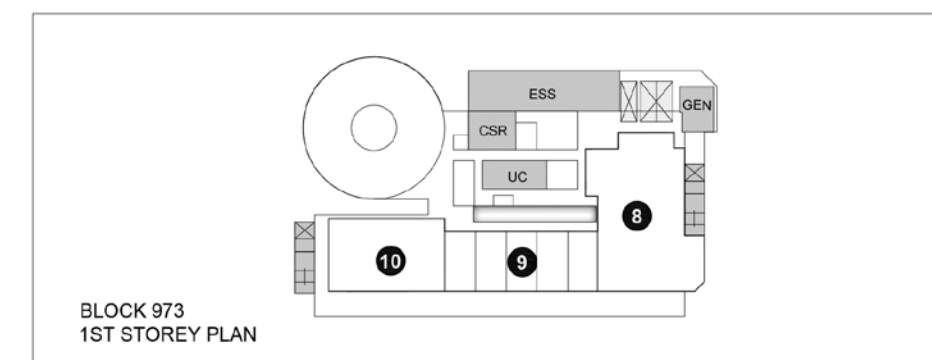 ESS
GEN
CSR
UC
8
10
9
BLOCK 973
1ST STOREY PLAN